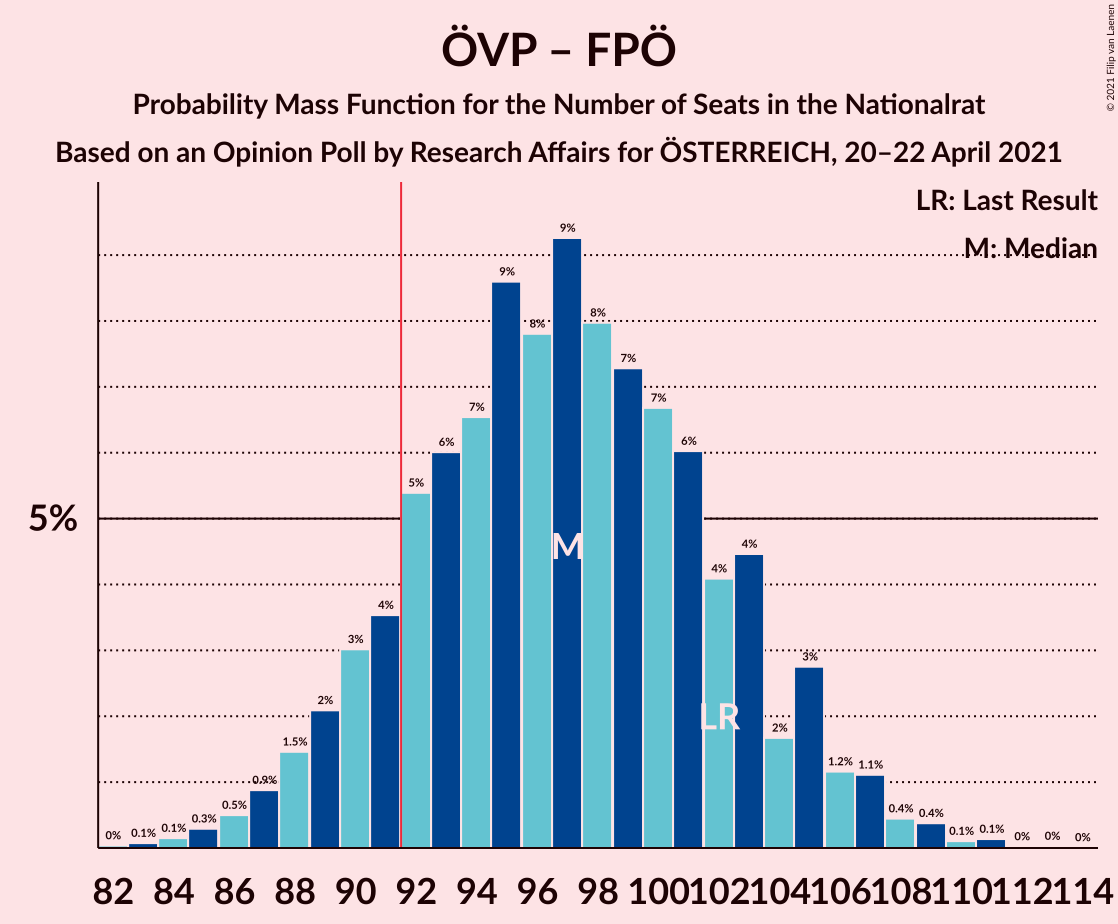 ÖVP – FPÖ
Probability Mass Function for the Number of Seats in the Nationalrat
Based on an Opinion Poll by Research Affairs for ÖSTERREICH, 20–22 April 2021
© 2021 Filip van Laenen
LR: Last Result
M: Median
5%
0% 0.1% 0.1% 0.3% 0.5% 0.9% 1.5% 2% 3% 4% 5% 6% 7% 9% 8% 9% 8% 7% 7% 6% 4% 4% 2% 3% 1.2% 1.1% 0.4% 0.4% 0.1% 0.1% 0% 0% 0%
M
LR
82 84 86 88 90 92 94 96 98 100 102 104 106 108 110 112 114